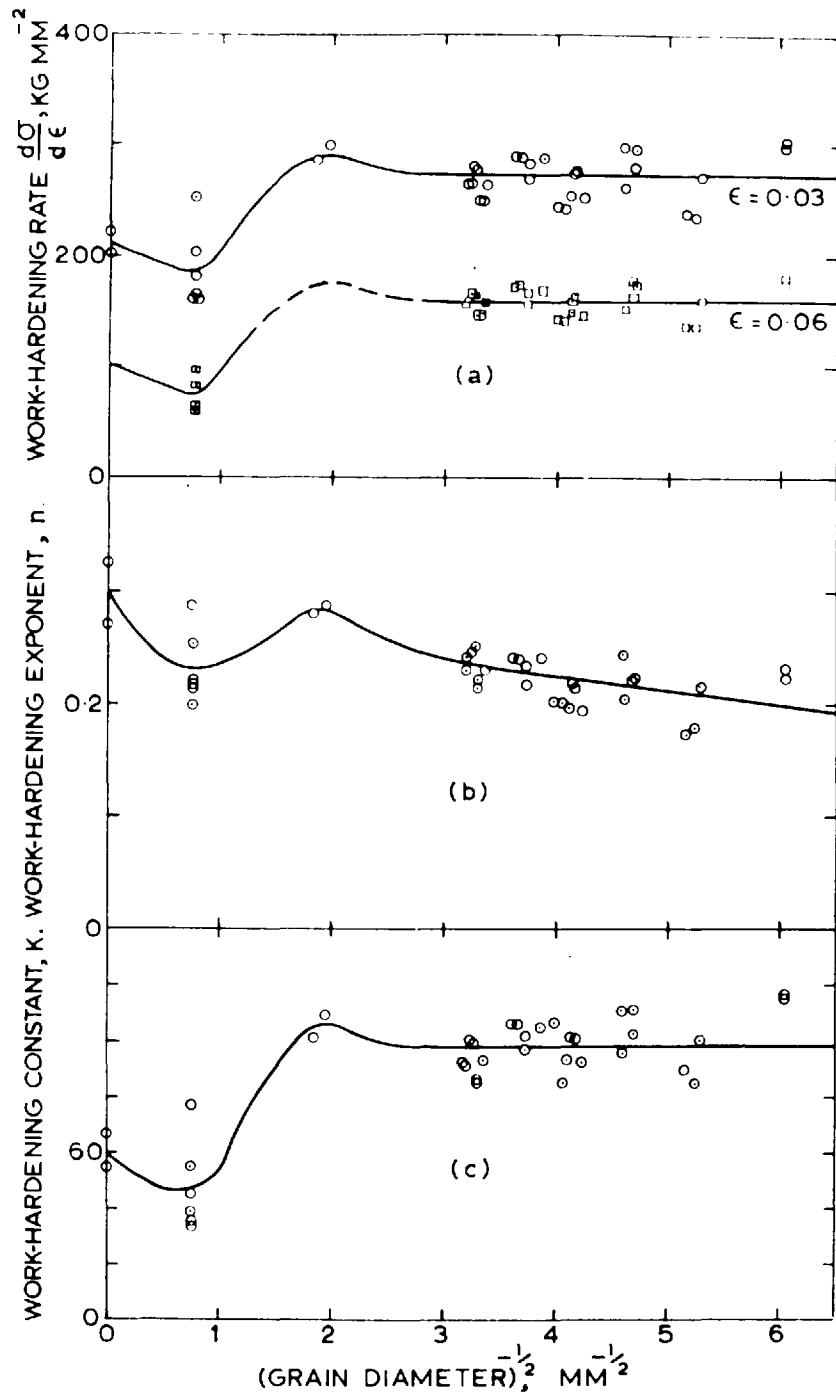 WORK-HARDENING RATE dσ/dϵ, KG MM⁻²
400
200
0
ϵ = 0·03
ϵ = 0·06
(a)
WORK-HARDENING EXPONENT, n.
0·2
0
(b)
WORK-HARDENING CONSTANT, K.
60
0
(c)
0 1 2 3 4 5 6
(GRAIN DIAMETER)⁻½, MM⁻½